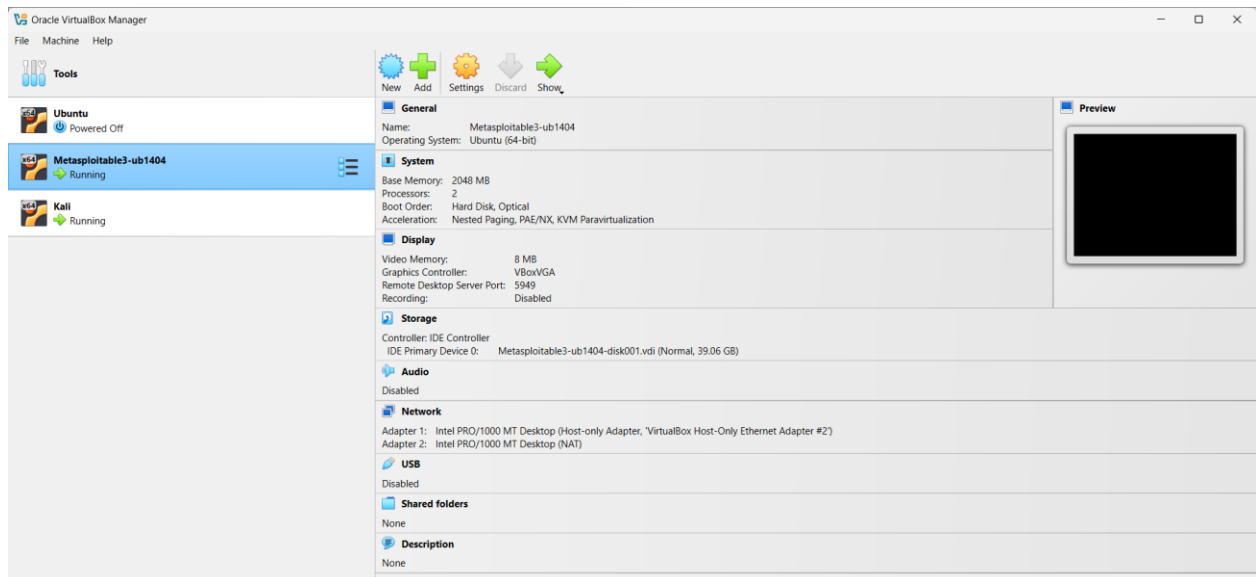 Oracle VirtualBox Manager
File Machine Help
Tools
New Add Settings Discard Show
Ubuntu
Powered Off
Metasploitable3-ub1404
Running
Kali
Running
General
Name: Metasploitable3-ub1404
Operating System: Ubuntu (64-bit)
System
Base Memory: 2048 MB
Processors: 2
Boot Order: Hard Disk, Optical
Acceleration: Nested Paging, PAE/NX, KVM Paravirtualization
Display
Video Memory: 8 MB
Graphics Controller: VBoxVGA
Remote Desktop Server Port: 5949
Recording: Disabled
Preview
Storage
Controller: IDE Controller
IDE Primary Device 0: Metasploitable3-ub1404-disk001.vdi (Normal, 39.06 GB)
Audio
Disabled
Network
Adapter 1: Intel PRO/1000 MT Desktop (Host-only Adapter, 'VirtualBox Host-Only Ethernet Adapter #2')
Adapter 2: Intel PRO/1000 MT Desktop (NAT)
USB
Disabled
Shared folders
None
Description
None